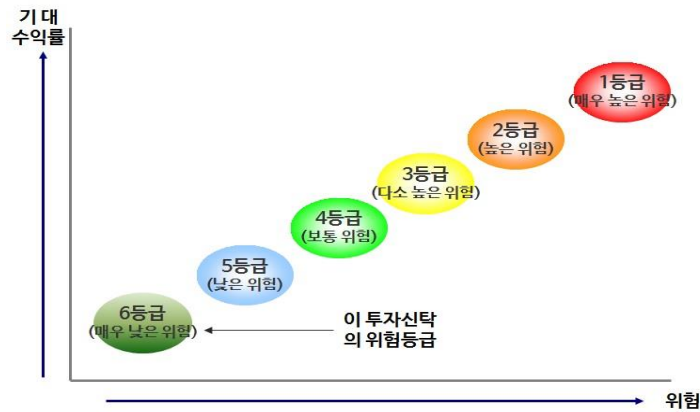 기 대
수익률
1등급
(매우 높은 위험)
2등급
(높은 위험)
3등급
(다소 높은 위험)
4등급
(보통 위험)
5등급
(낮은 위험)
6등급
(매우 낮은 위험)
이 투자신탁
의 위험등급
위험